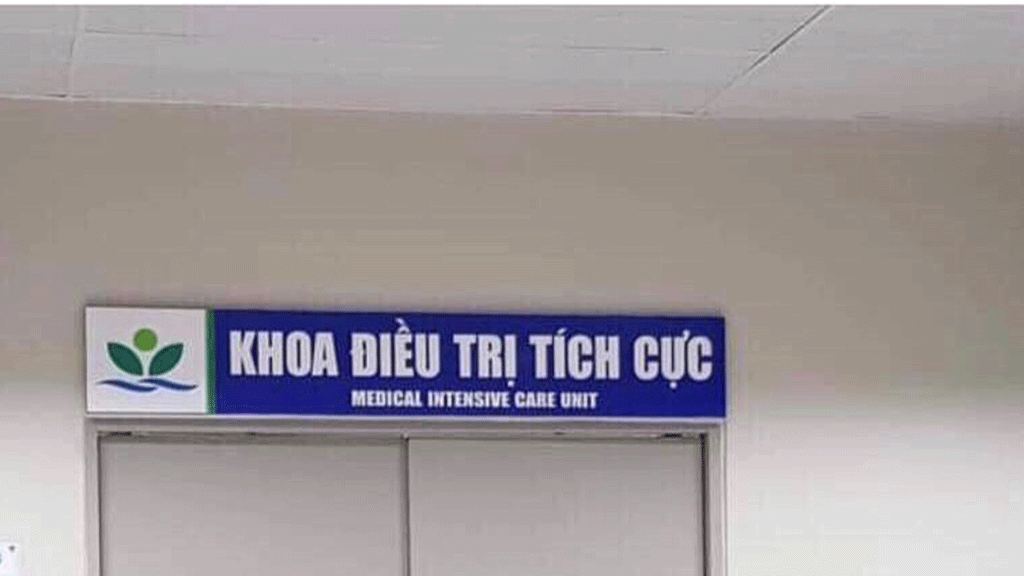 KHOA ĐIỀU TRỊ TÍCH CỰC
MEDICAL INTENSIVE CARE UNIT